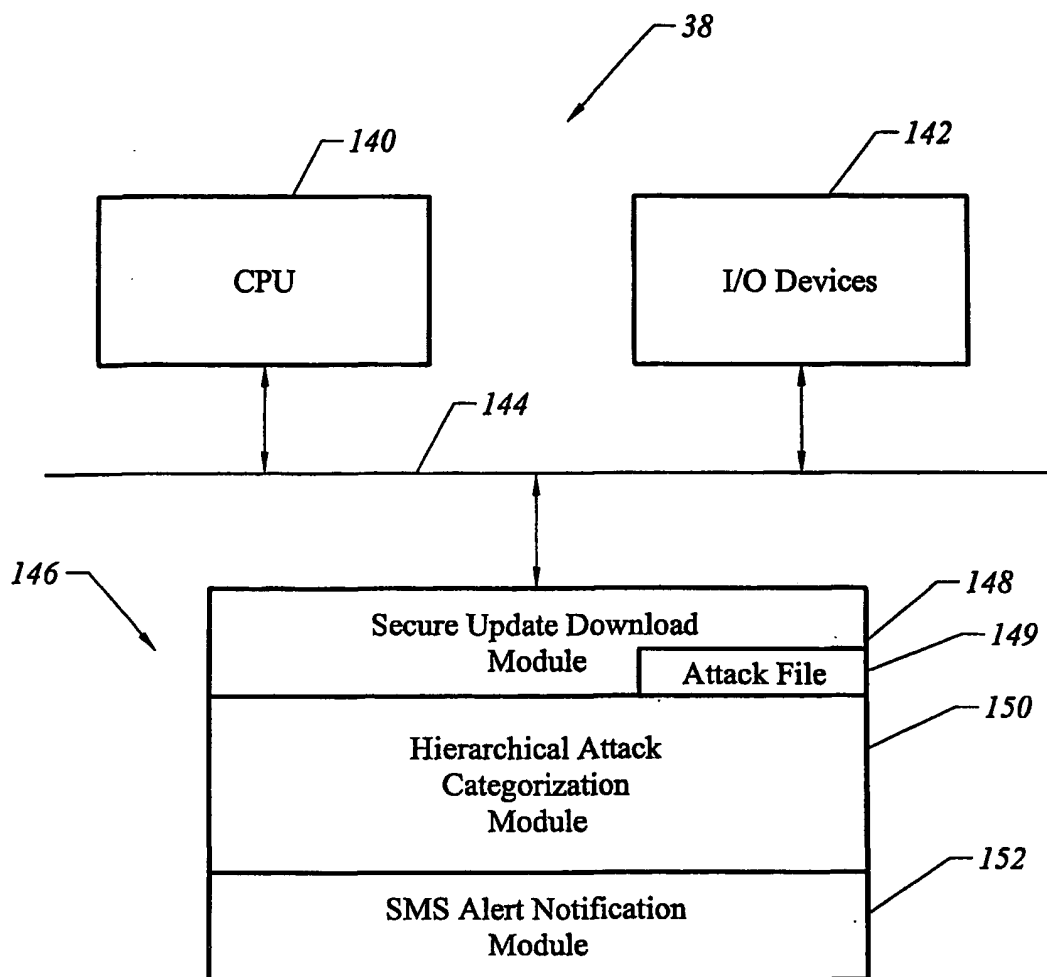 38
140
142
CPU
I/O Devices
144
146
148
Secure Update Download
Module
149
Attack File
150
Hierarchical Attack
Categorization
Module
152
SMS Alert Notification
Module